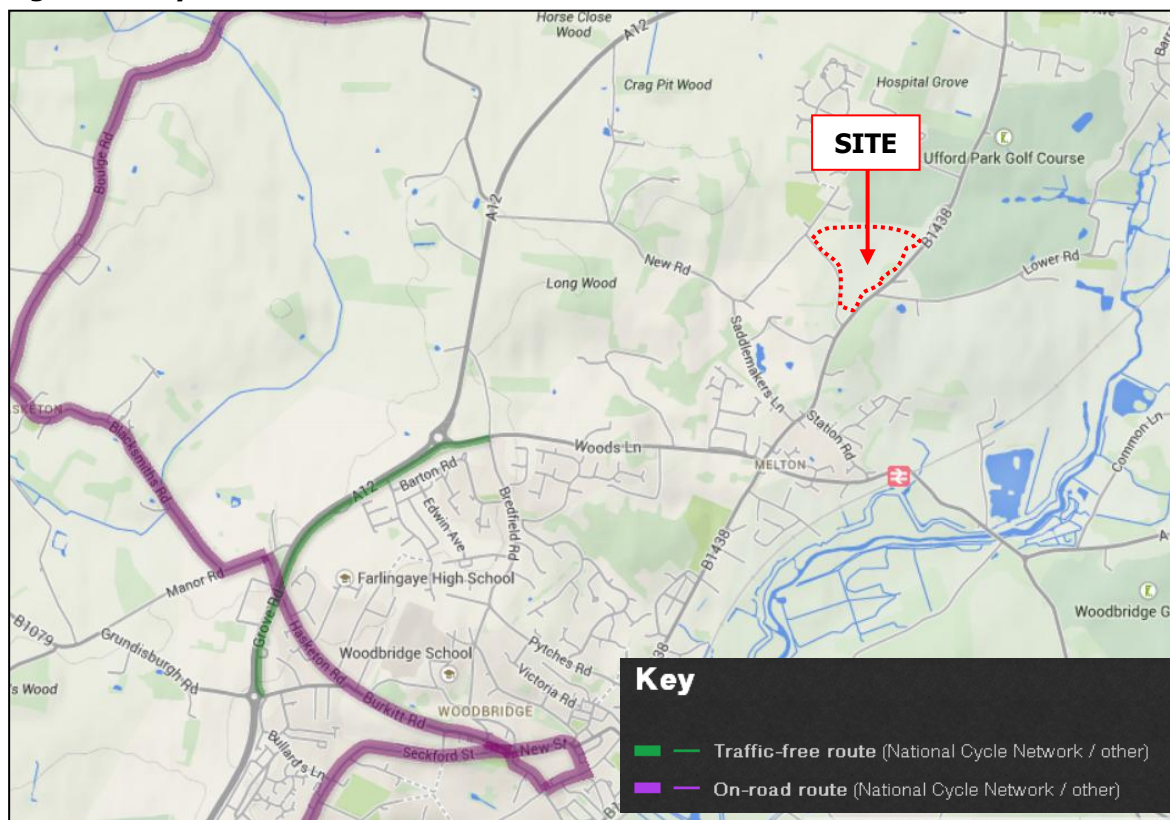 Horse Close
Wood
A12
Crag Pit Wood
Hospital Grove
SITE
Ufford Park Golf Course
Boulge Rd
A12
B1438
New Rd
Lower Rd
Long Wood
Saddlemakers Ln
Station Rd
Common Ln
Woods Ln
MELTON
Blacksmiths Rd
A12
Barton Rd
Bredfield Rd
Edwin Ave
B1438
Manor Rd
Farlingaye High School
B1079
Grundisburgh Rd
Grove Rd
Hasketon Rd
Woodbridge School
Pytches Rd
Victoria Rd
Woodbridge G
's Wood
Burkitt Rd
WOODBRIDGE
Bullard's Ln
Seckford St
New St
Key
Traffic-free route (National Cycle Network / other)
On-road route (National Cycle Network / other)